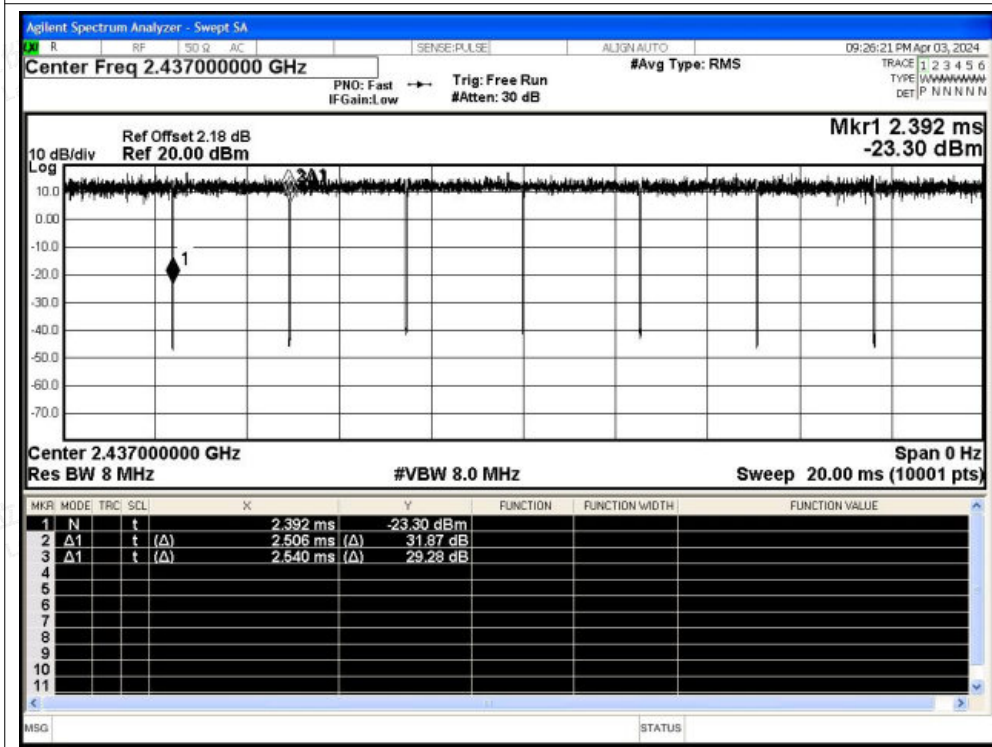 Agilent Spectrum Analyzer - Swept SA
LXI R RF 50 Ω AC SENSE:PULSE ALIGN AUTO 09:26:21 PM Apr 03, 2024
Center Freq 2.437000000 GHz #Avg Type: RMS TRACE 1 2 3 4 5 6
PNO: Fast Trig: Free Run TYPE WWWWWW
IFGain:Low #Atten: 30 dB DET P N N N N N
Mkr1 2.392 ms
Ref Offset 2.18 dB
10 dB/div Ref 20.00 dBm -23.30 dBm
Log
10.0
0.00
-10.0
1
-20.0
-30.0
-40.0
-50.0
-60.0
-70.0
Center 2.437000000 GHz Span 0 Hz
Res BW 8 MHz #VBW 8.0 MHz Sweep 20.00 ms (10001 pts)
MKR MODE TRC SCL X Y FUNCTION FUNCTION WIDTH FUNCTION VALUE
1 N t 2.392 ms -23.30 dBm
2 Δ1 t (Δ) 2.506 ms (Δ) 31.87 dB
3 Δ1 t (Δ) 2.540 ms (Δ) 29.28 dB
4
5
6
7
8
9
10
11
MSG STATUS